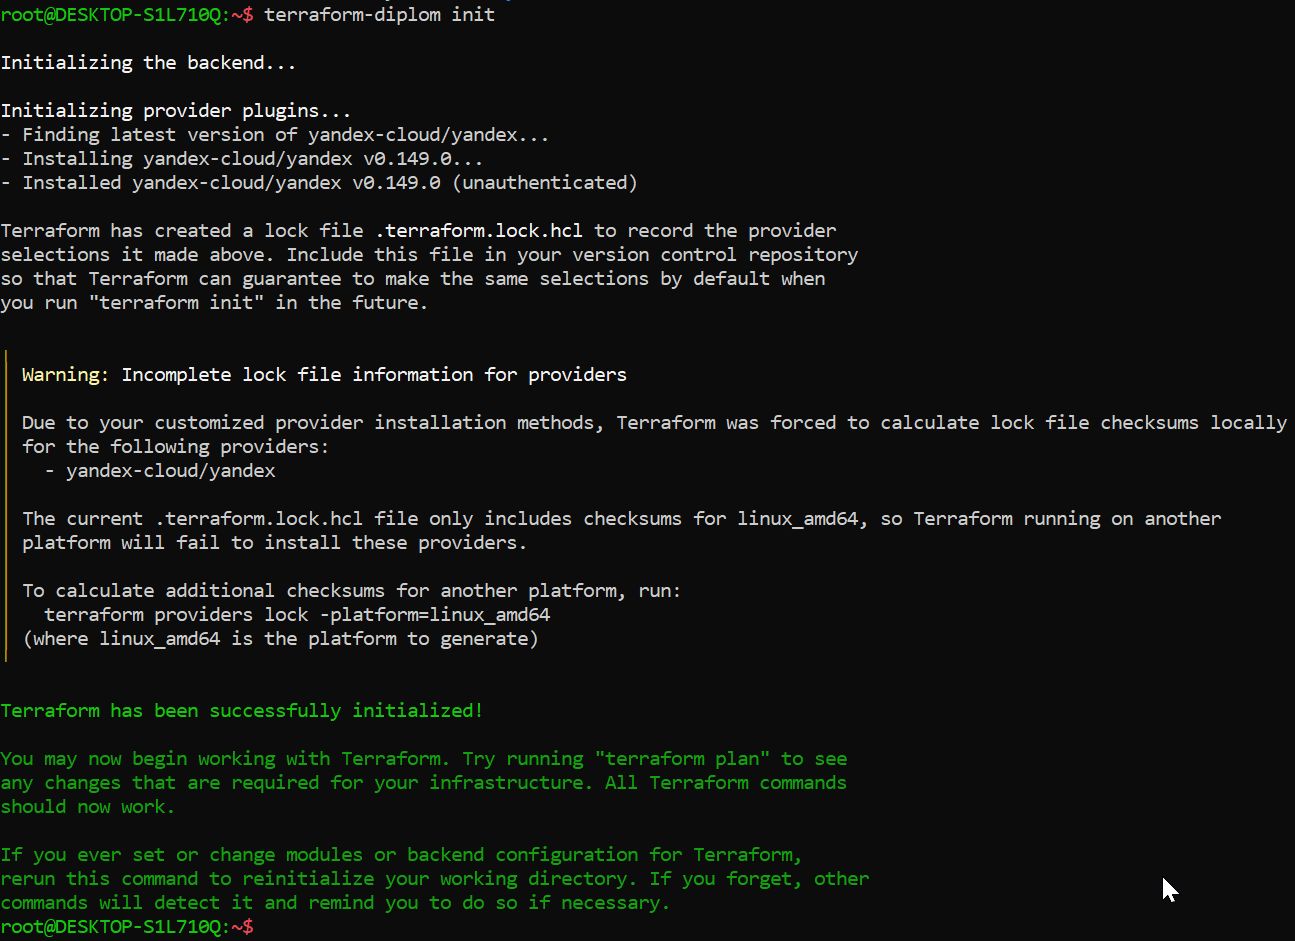 root@DESKTOP-S1L710Q:~$ terraform-diplom init
Initializing the backend...
Initializing provider plugins...
- Finding latest version of yandex-cloud/yandex...
- Installing yandex-cloud/yandex v0.149.0...
- Installed yandex-cloud/yandex v0.149.0 (unauthenticated)
Terraform has created a lock file .terraform.lock.hcl to record the provider
selections it made above. Include this file in your version control repository
so that Terraform can guarantee to make the same selections by default when
you run "terraform init" in the future.
Warning: Incomplete lock file information for providers
Due to your customized provider installation methods, Terraform was forced to calculate lock file checksums locally
for the following providers:
- yandex-cloud/yandex
The current .terraform.lock.hcl file only includes checksums for linux_amd64, so Terraform running on another
platform will fail to install these providers.
To calculate additional checksums for another platform, run:
terraform providers lock -platform=linux_amd64
(where linux_amd64 is the platform to generate)
Terraform has been successfully initialized!
You may now begin working with Terraform. Try running "terraform plan" to see
any changes that are required for your infrastructure. All Terraform commands
should now work.
If you ever set or change modules or backend configuration for Terraform,
rerun this command to reinitialize your working directory. If you forget, other
commands will detect it and remind you to do so if necessary.
root@DESKTOP-S1L710Q:~$